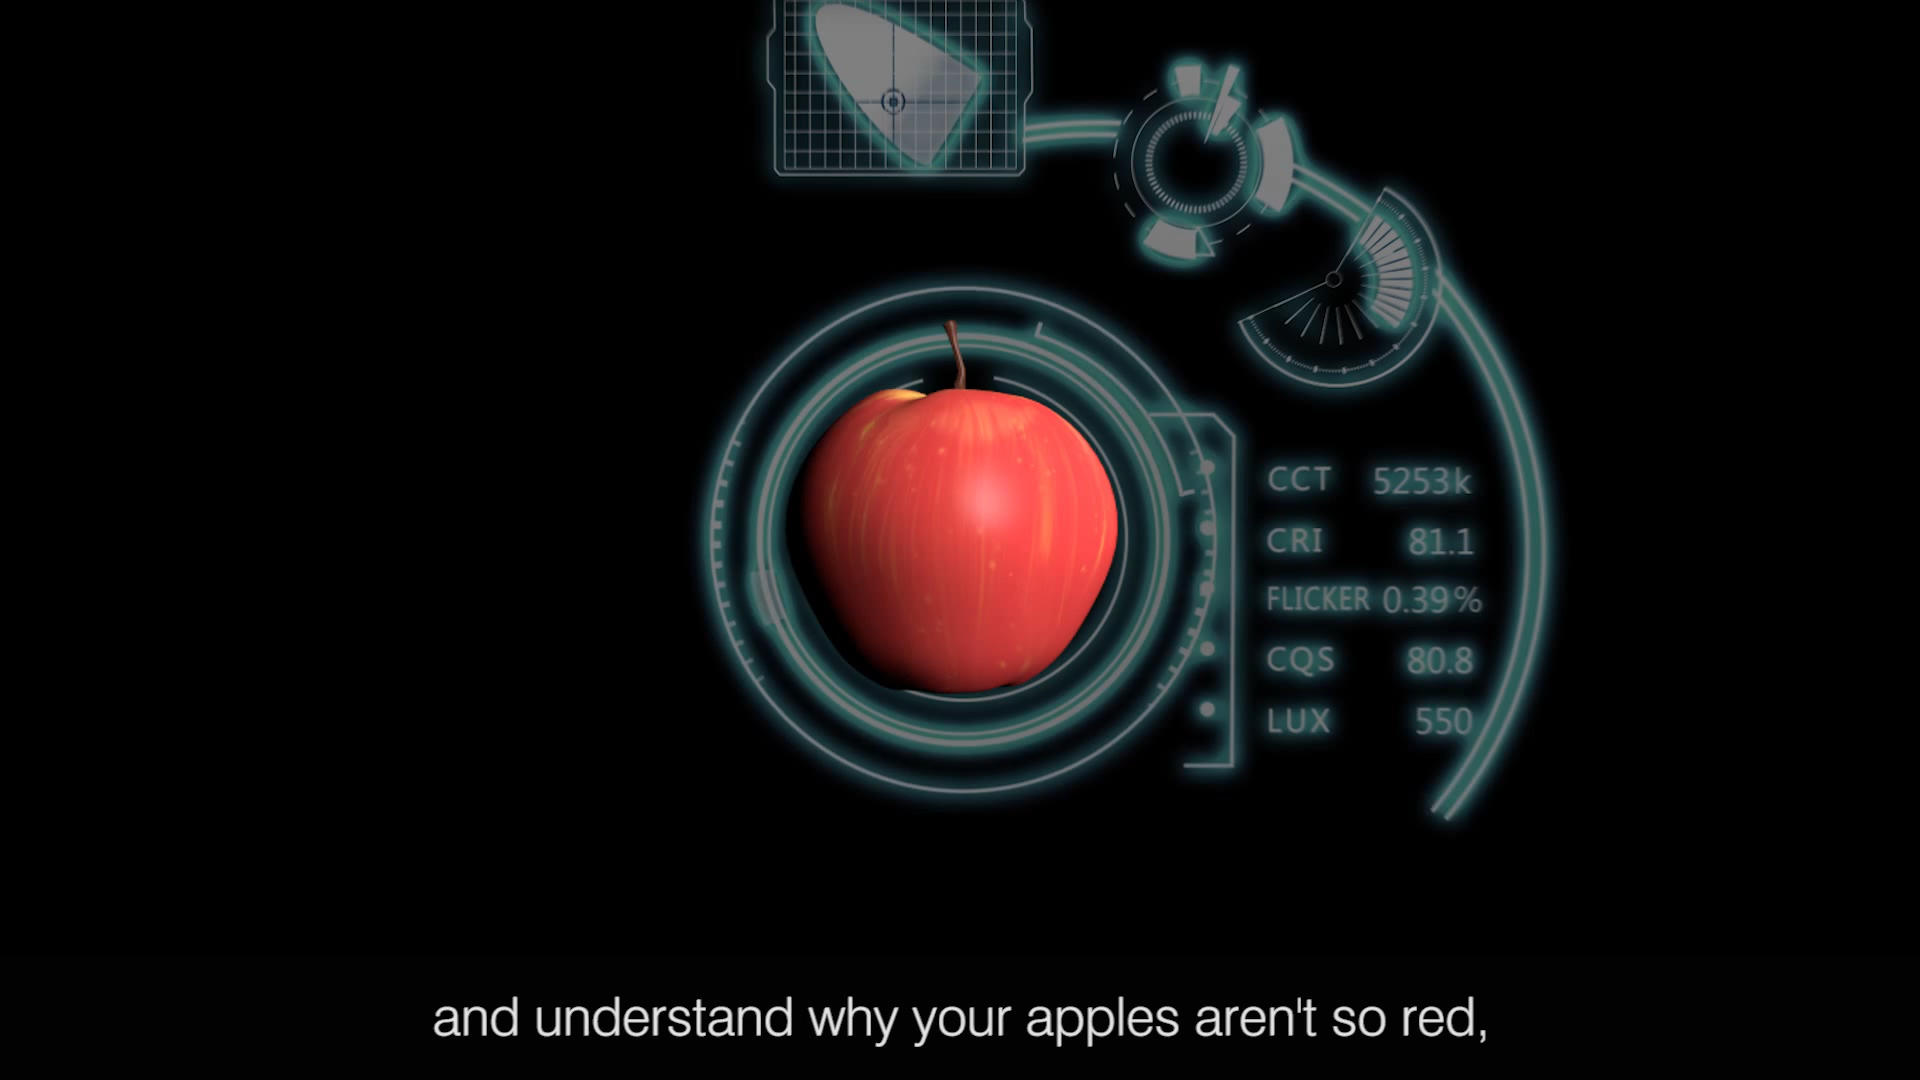 CCT 5253k
CRI 81.1
FLICKER 0.39%
CQS 80.8
LUX 550
and understand why your apples aren't so red,